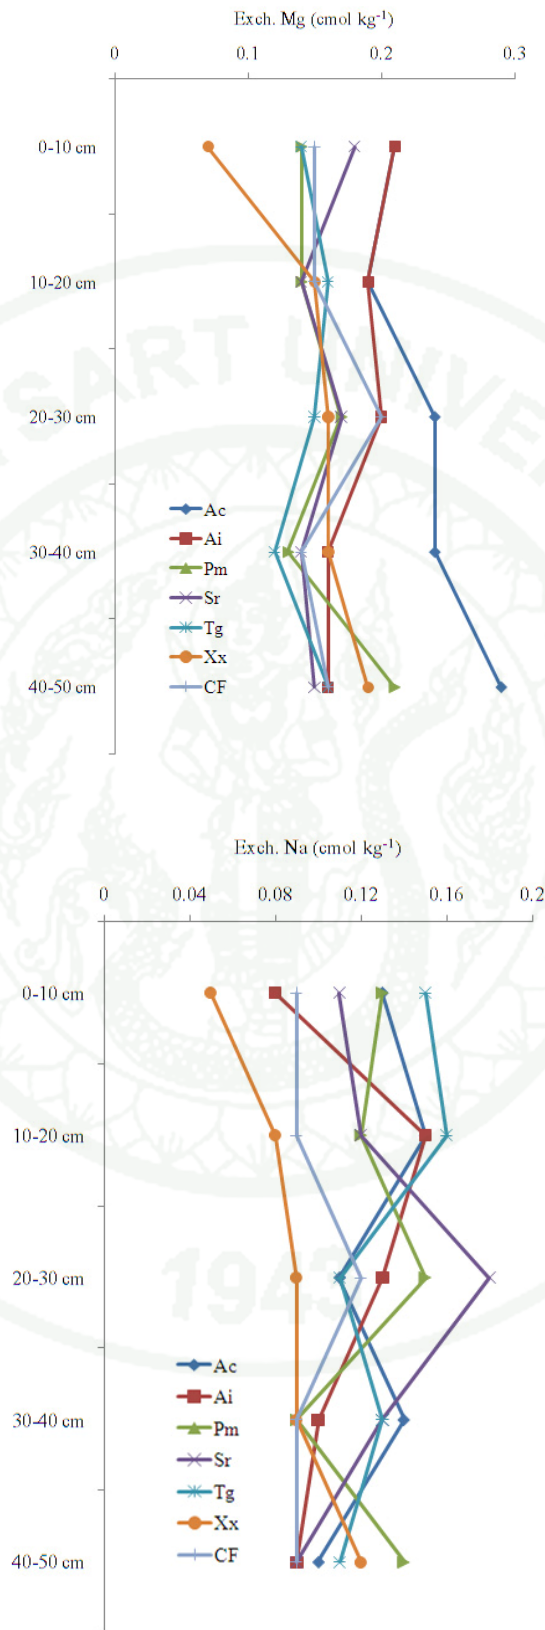 Exch. Mg (cmol kg⁻¹)
0 0.1 0.2 0.3
0-10 cm
10-20 cm
20-30 cm
30-40 cm
40-50 cm
Ac
Ai
Pm
Sr
Tg
Xx
CF
Exch. Na (cmol kg⁻¹)
0 0.04 0.08 0.12 0.16 0.2
0-10 cm
10-20 cm
20-30 cm
30-40 cm
40-50 cm
Ac
Ai
Pm
Sr
Tg
Xx
CF
SART UNIVE
1943